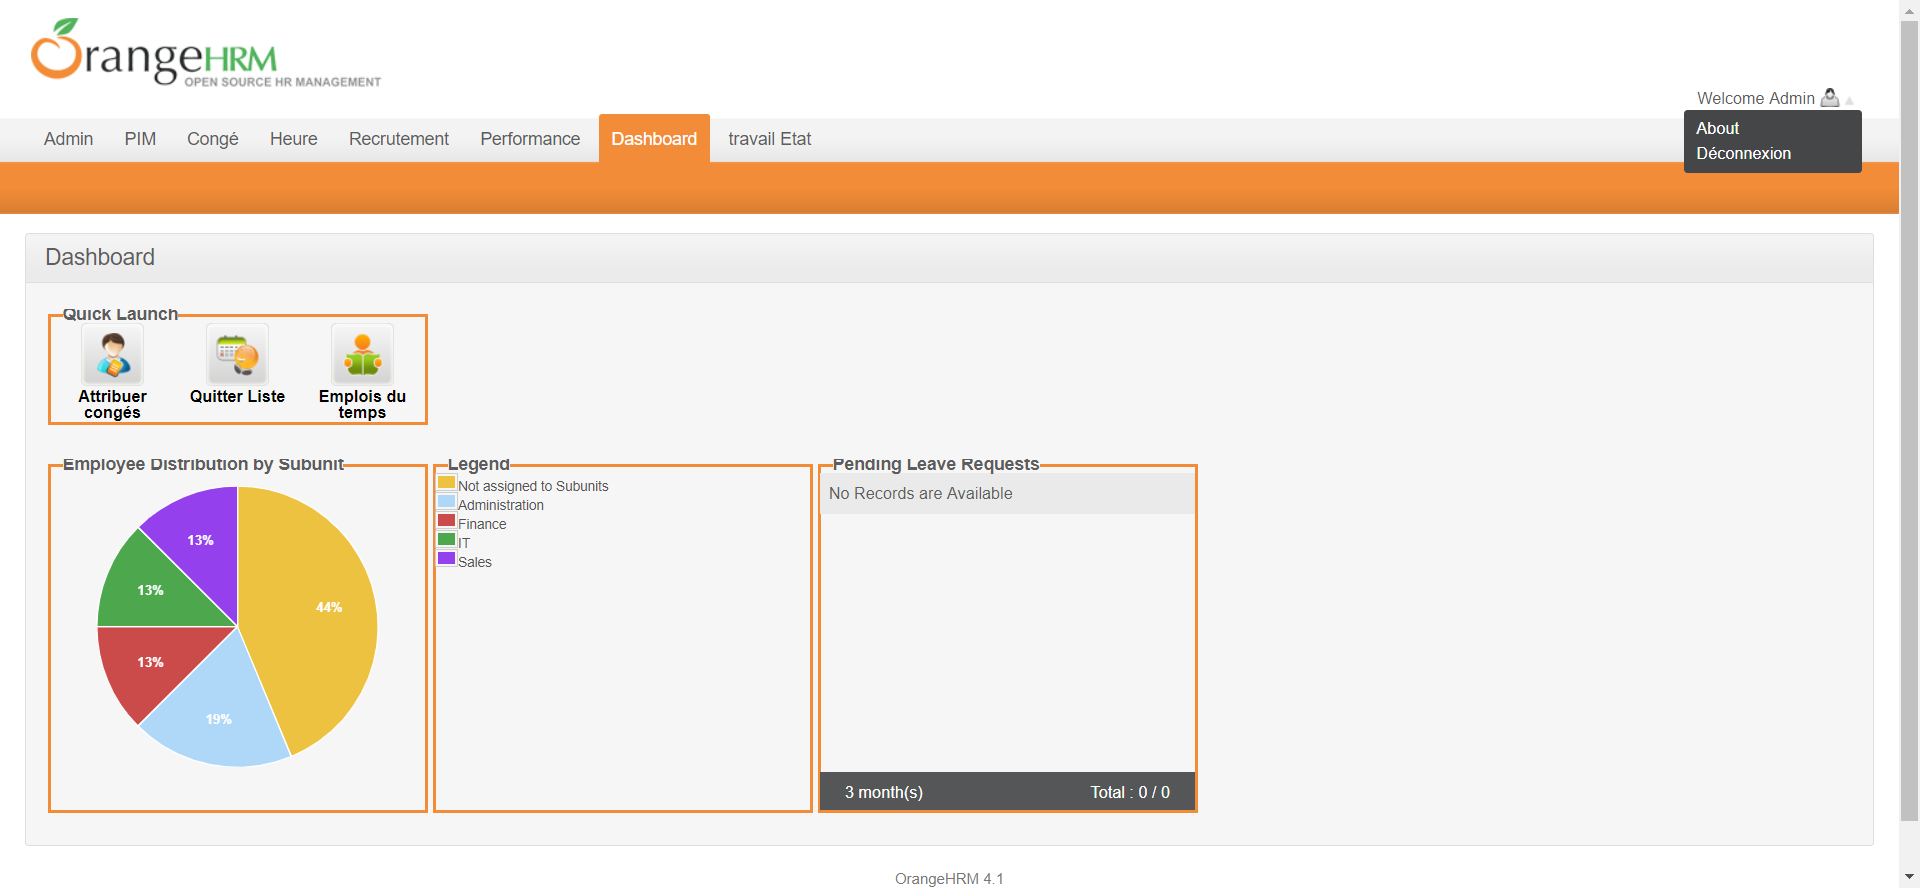 OrangeHRM
OPEN SOURCE HR MANAGEMENT
Welcome Admin
About
Déconnexion
Admin PIM Congé Heure Recrutement Performance Dashboard travail Etat
Dashboard
Quick Launch
Attribuer congés
Quitter Liste
Emplois du temps
Employee Distribution by Subunit
13%
13%
44%
13%
19%
Legend
Not assigned to Subunits
Administration
Finance
IT
Sales
Pending Leave Requests
No Records are Available
3 month(s) Total : 0 / 0
OrangeHRM 4.1